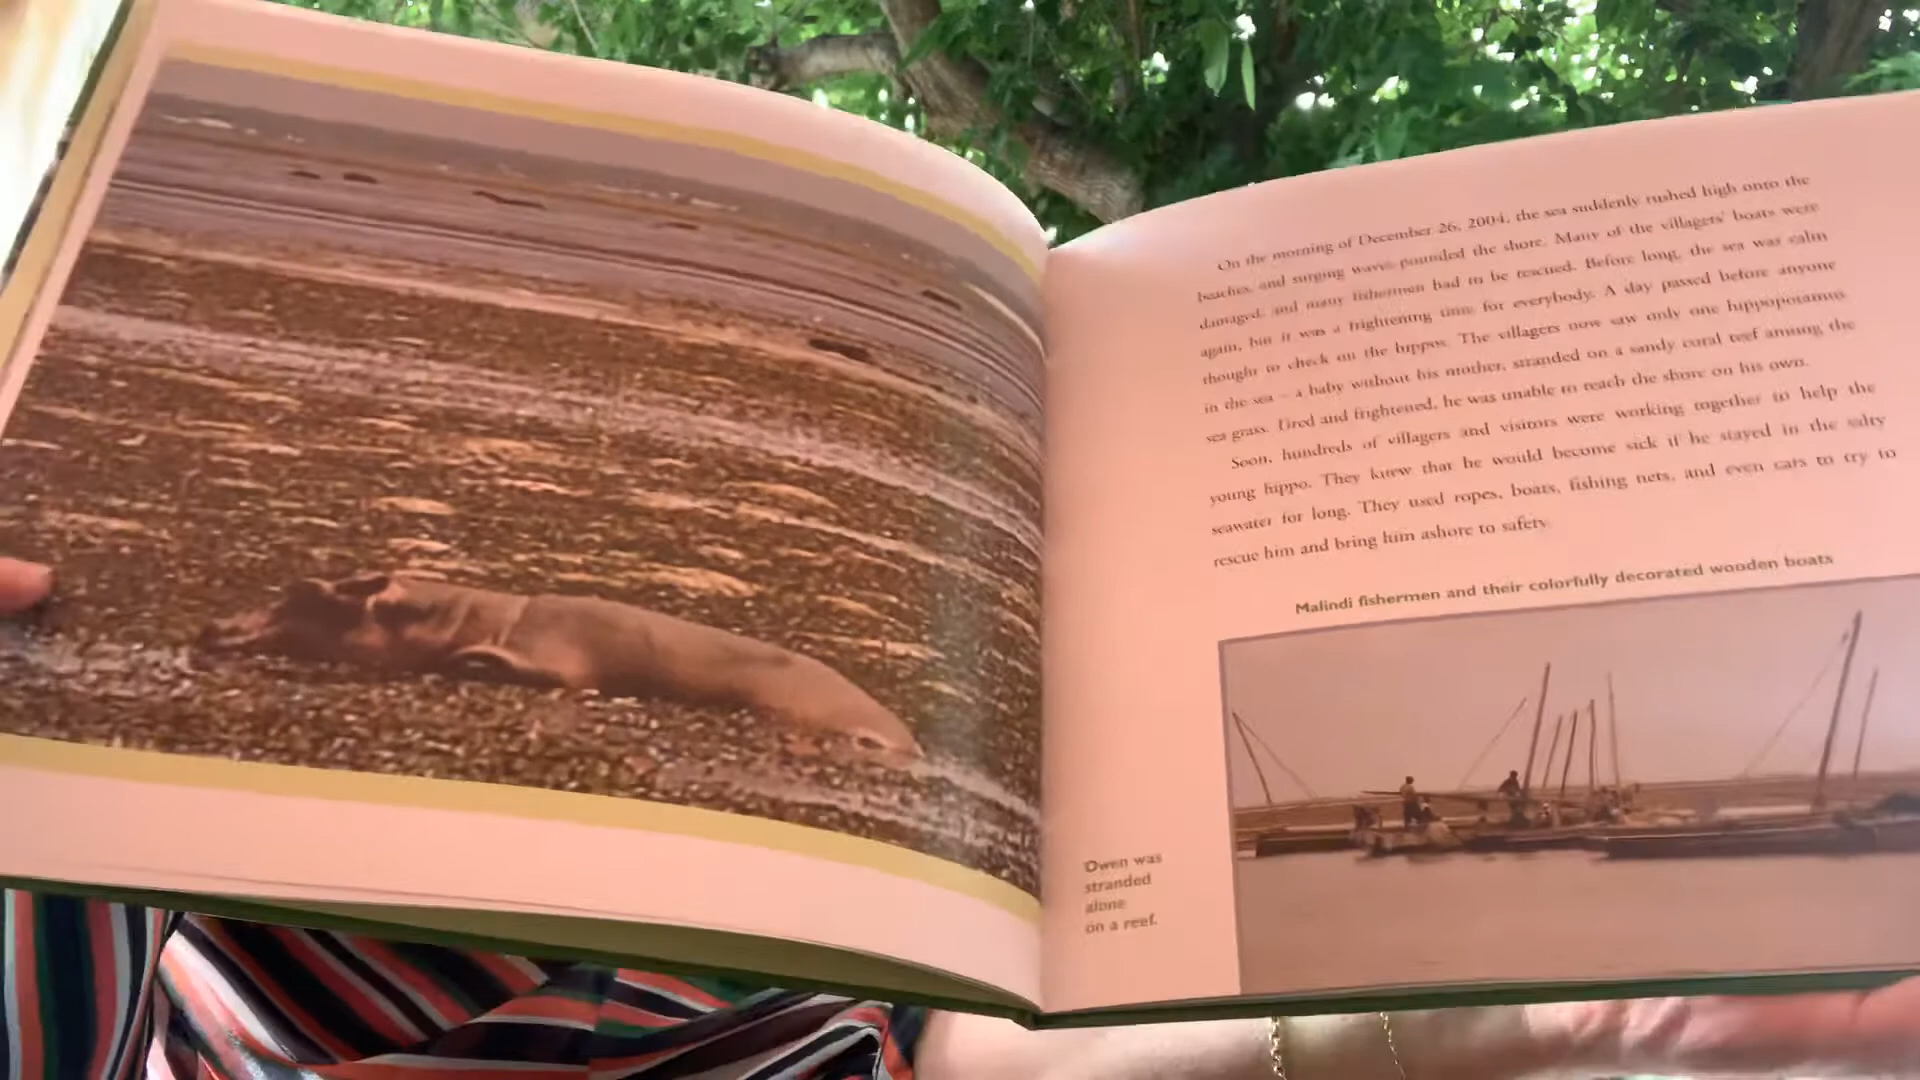 On the morning of December 26, 2004, the sea suddenly rushed high onto the
beaches, and surging waves pounded the shore. Many of the villagers' boats were
damaged, and many fishermen had to be rescued. Before long, the sea was calm
again, but it was a frightening time for everybody. A day passed before anyone
thought to check on the hippos. The villagers now saw only one hippopotamus
in the sea – a baby without his mother, stranded on a sandy coral reef among the
sea grass. Tired and frightened, he was unable to reach the shore on his own.
Soon, hundreds of villagers and visitors were working together to help the
young hippo. They knew that he would become sick if he stayed in the salty
seawater for long. They used ropes, boats, fishing nets, and even cars to try to
rescue him and bring him ashore to safety.
Malindi fishermen and their colorfully decorated wooden boats
Owen was
stranded
alone
on a reef.